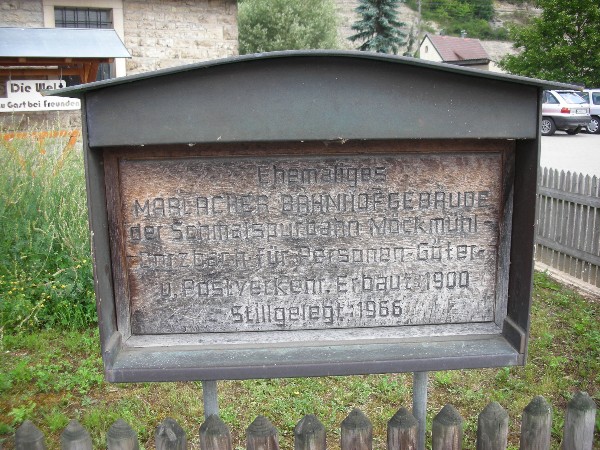 Die Welt
zu Gast bei Freunden
Ehemaliges
MARLACHER BAHNHOFGEBÄUDE
der Schmalspurbahn Möckmühl-
-Dörzbach für Personen-Güter-
u. Postverkehr. Erbaut 1900
Stillgelegt 1966